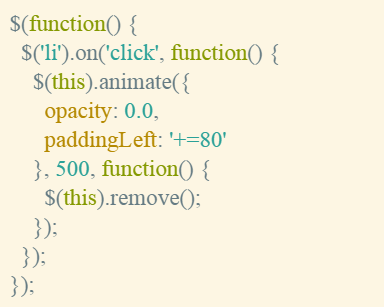 $(function() {
  $('li').on('click', function() {
    $(this).animate({
      opacity: 0.0,
      paddingLeft: '+=80'
    }, 500, function() {
      $(this).remove();
    });
  });
});